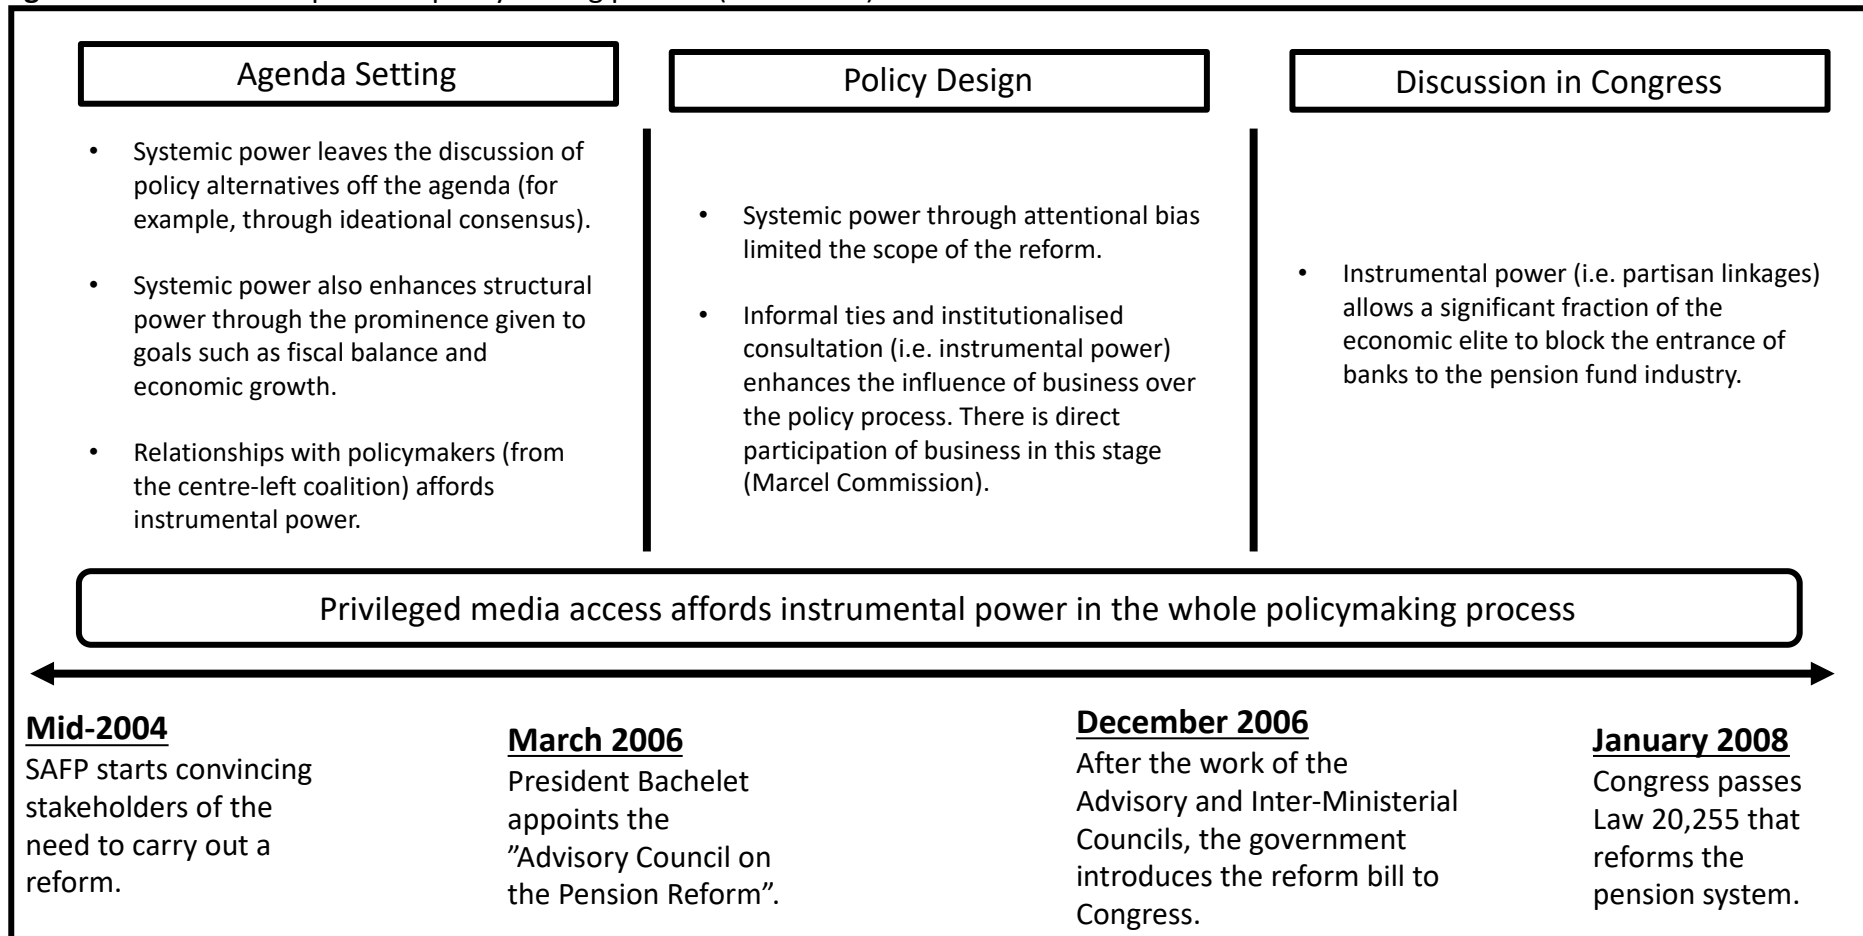 Agenda Setting
• Systemic power leaves the discussion of
policy alternatives off the agenda (for
example, through ideational consensus).
• Systemic power also enhances structural
power through the prominence given to
goals such as fiscal balance and
economic growth.
• Relationships with policymakers (from
the centre-left coalition) affords
instrumental power.
Policy Design
• Systemic power through attentional bias
limited the scope of the reform.
• Informal ties and institutionalised
consultation (i.e. instrumental power)
enhances the influence of business over
the policy process. There is direct
participation of business in this stage
(Marcel Commission).
Discussion in Congress
• Instrumental power (i.e. partisan linkages)
allows a significant fraction of the
economic elite to block the entrance of
banks to the pension fund industry.
Privileged media access affords instrumental power in the whole policymaking process
Mid-2004
SAFP starts convincing
stakeholders of the
need to carry out a
reform.
March 2006
President Bachelet
appoints the
”Advisory Council on
the Pension Reform”.
December 2006
After the work of the
Advisory and Inter-Ministerial
Councils, the government
introduces the reform bill to
Congress.
January 2008
Congress passes
Law 20,255 that
reforms the
pension system.